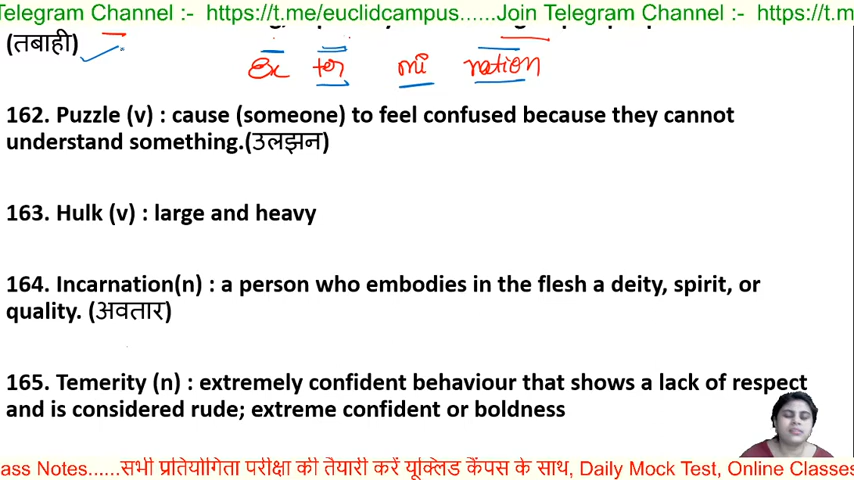 Telegram Channel :- https://t.me/euclidcampus......Join Telegram Channel :- https://t.m
(तबाही)
ex ter mi nation
162. Puzzle (v) : cause (someone) to feel confused because they cannot
understand something.(उलझन)
163. Hulk (v) : large and heavy
164. Incarnation(n) : a person who embodies in the flesh a deity, spirit, or
quality. (अवतार)
165. Temerity (n) : extremely confident behaviour that shows a lack of respect
and is considered rude; extreme confident or boldness
ass Notes......सभी प्रतियोगिता परीक्षा की तैयारी करें यूक्लिड कैंपस के साथ, Daily Mock Test, Online Classes